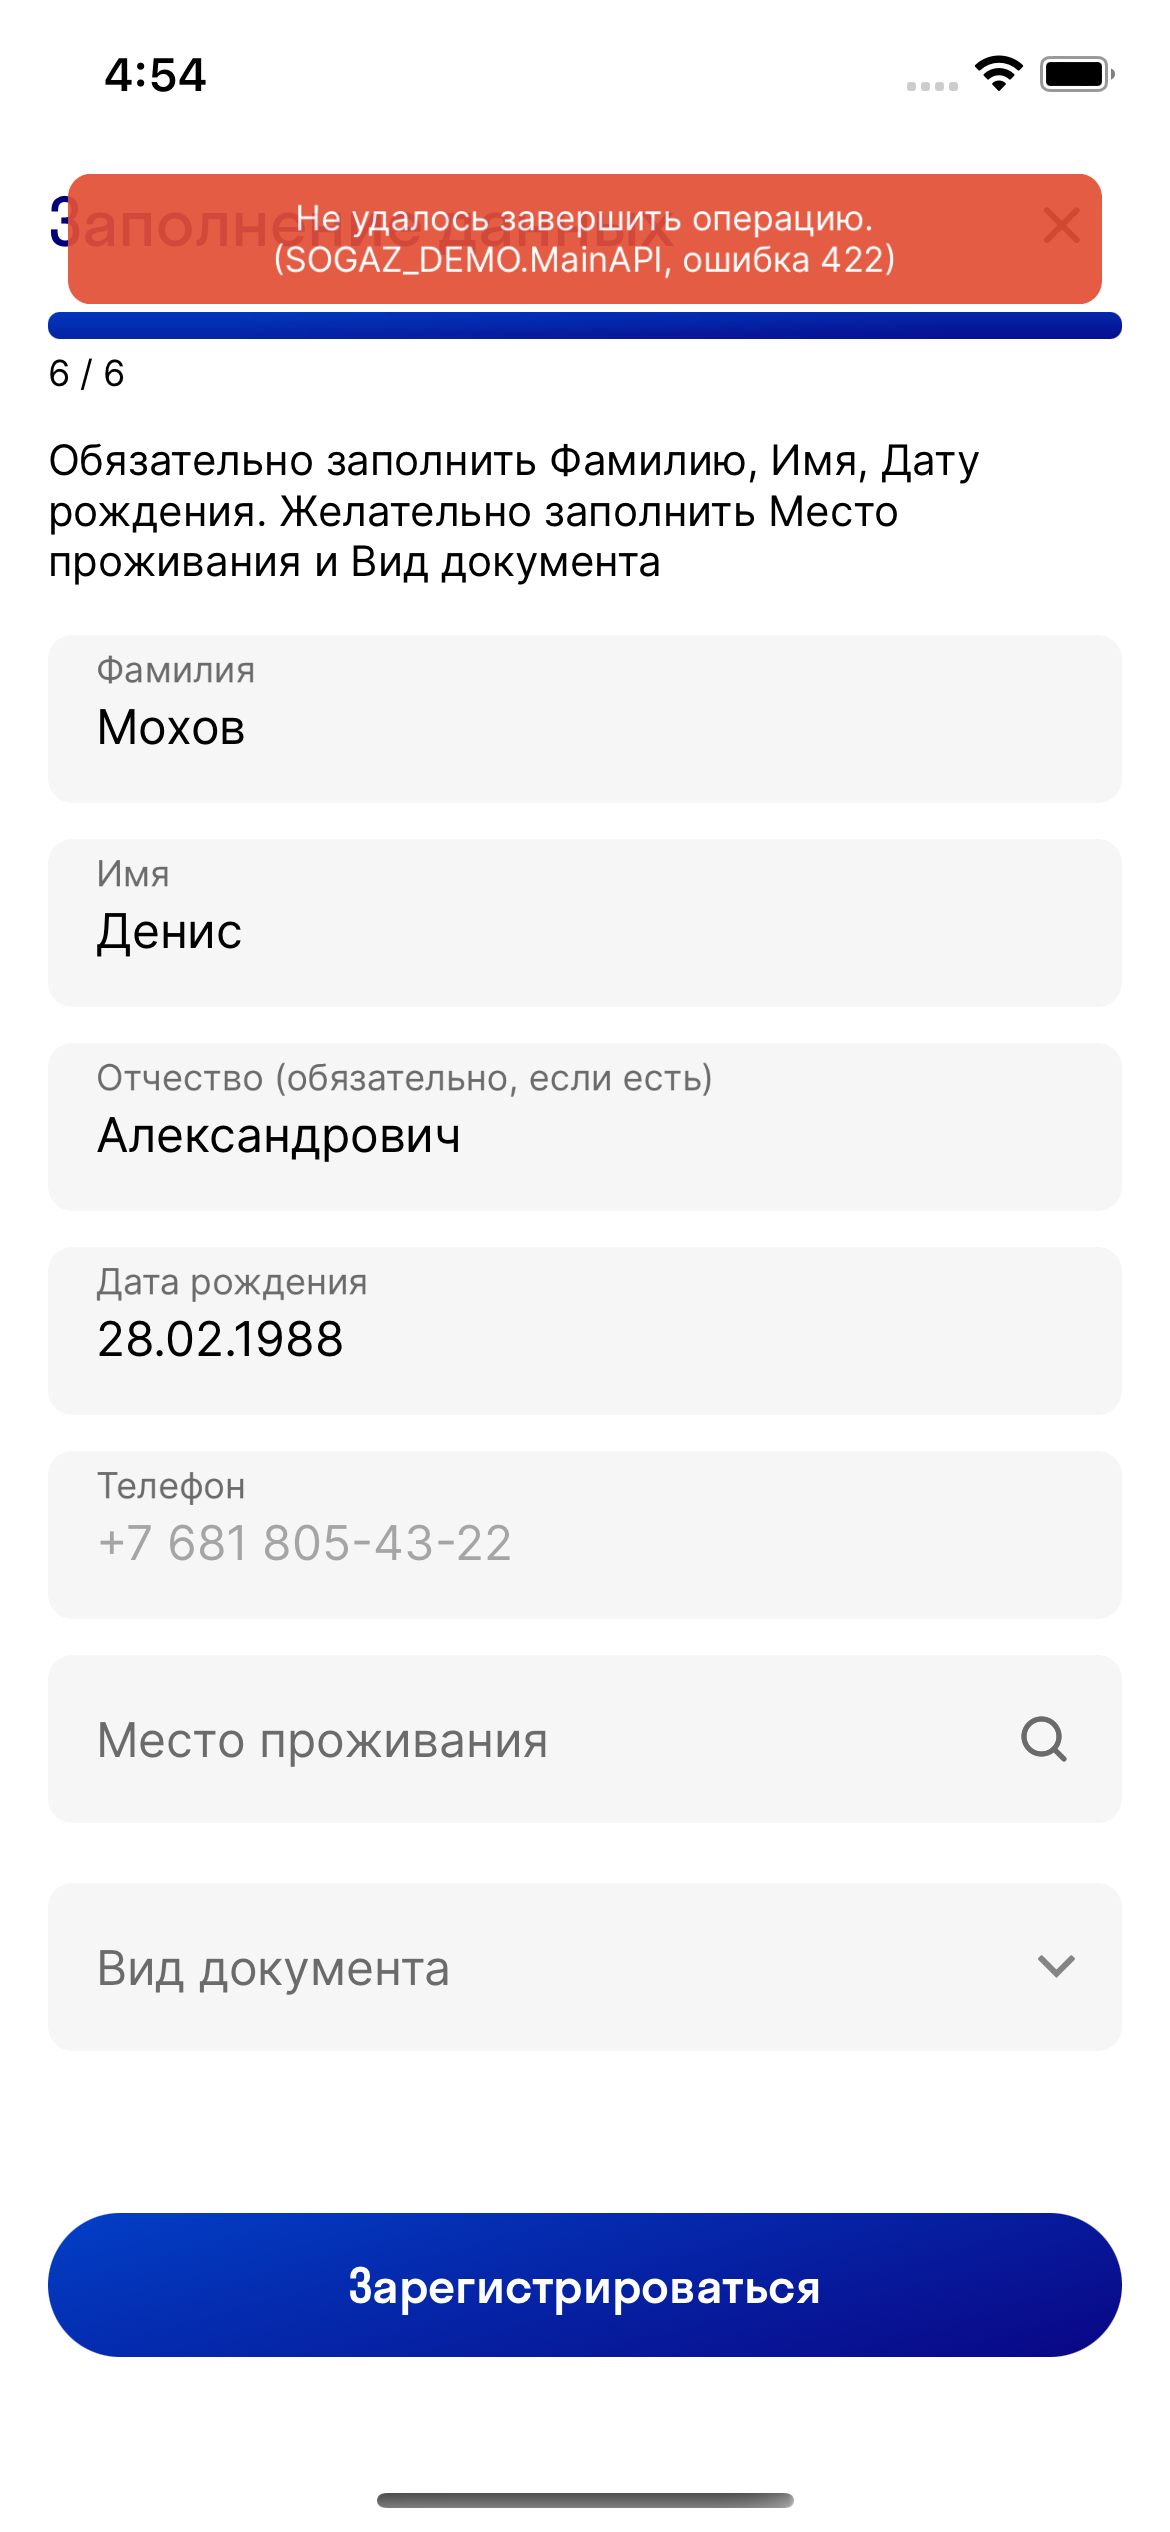 4:54
Заполнение данных
Не удалось завершить операцию.
(SOGAZ_DEMO.MainAPI, ошибка 422)
6 / 6
Обязательно заполнить Фамилию, Имя, Дату
рождения. Желательно заполнить Место
проживания и Вид документа
Фамилия
Мохов
Имя
Денис
Отчество (обязательно, если есть)
Александрович
Дата рождения
28.02.1988
Телефон
+7 681 805-43-22
Место проживания
Вид документа
Зарегистрироваться